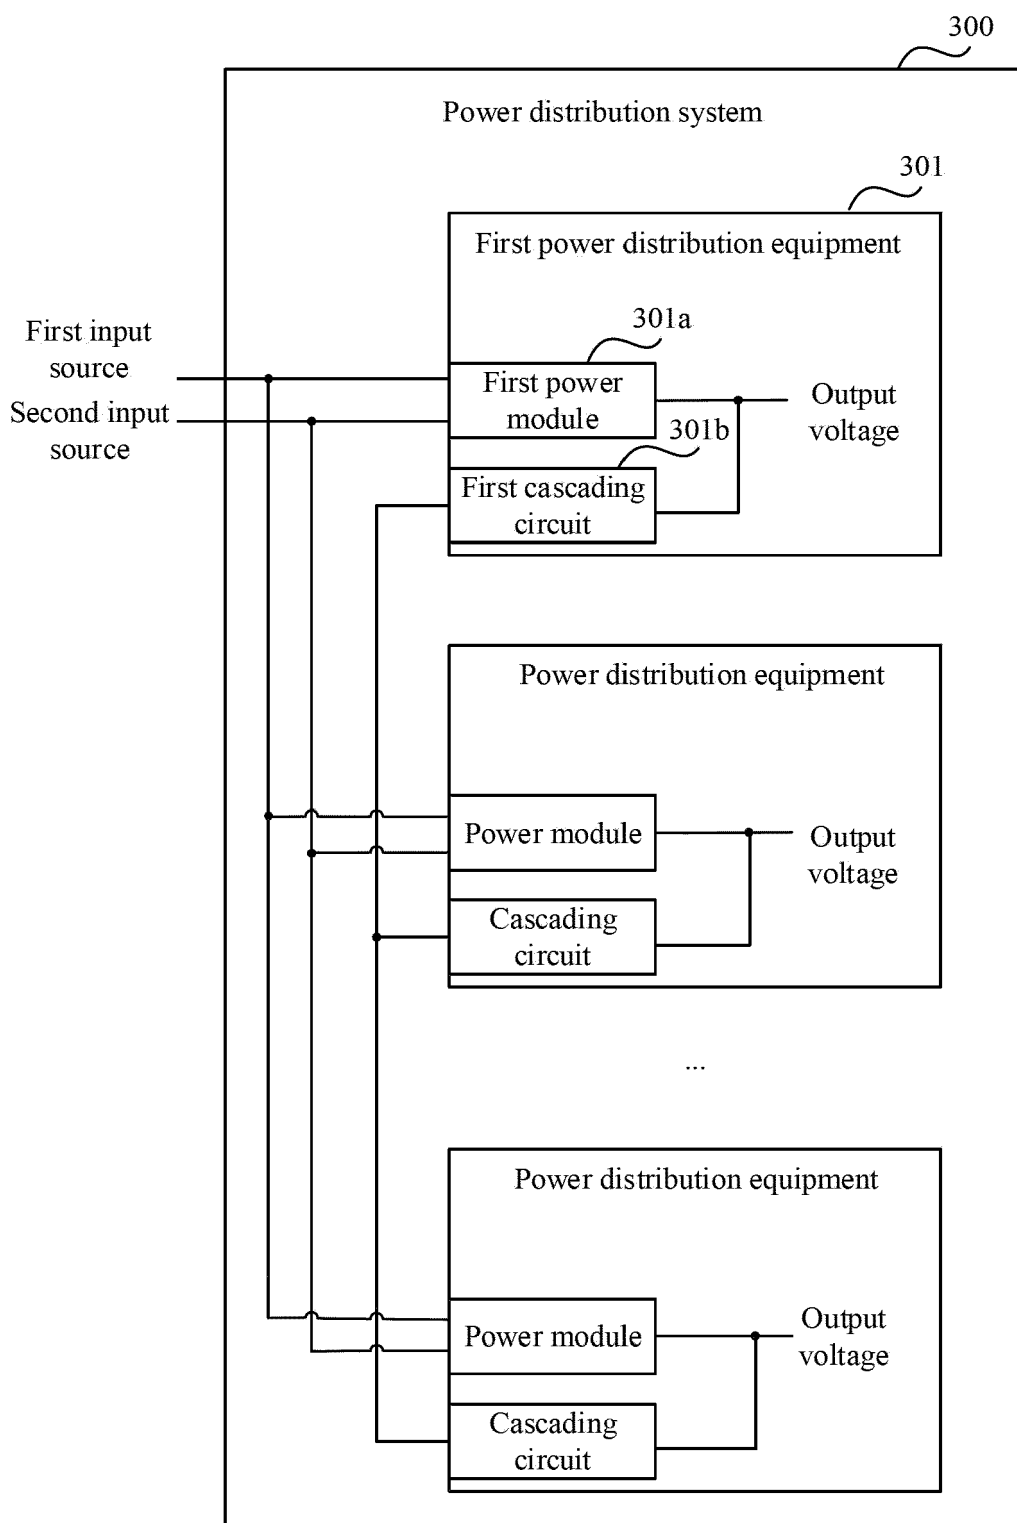 300
Power distribution system
301
First power distribution equipment
First input
source
Second input
source
301a
First power
module
301b
First cascading
circuit
Output
voltage
Power distribution equipment
Power module
Cascading
circuit
Output
voltage
...
Power distribution equipment
Power module
Cascading
circuit
Output
voltage